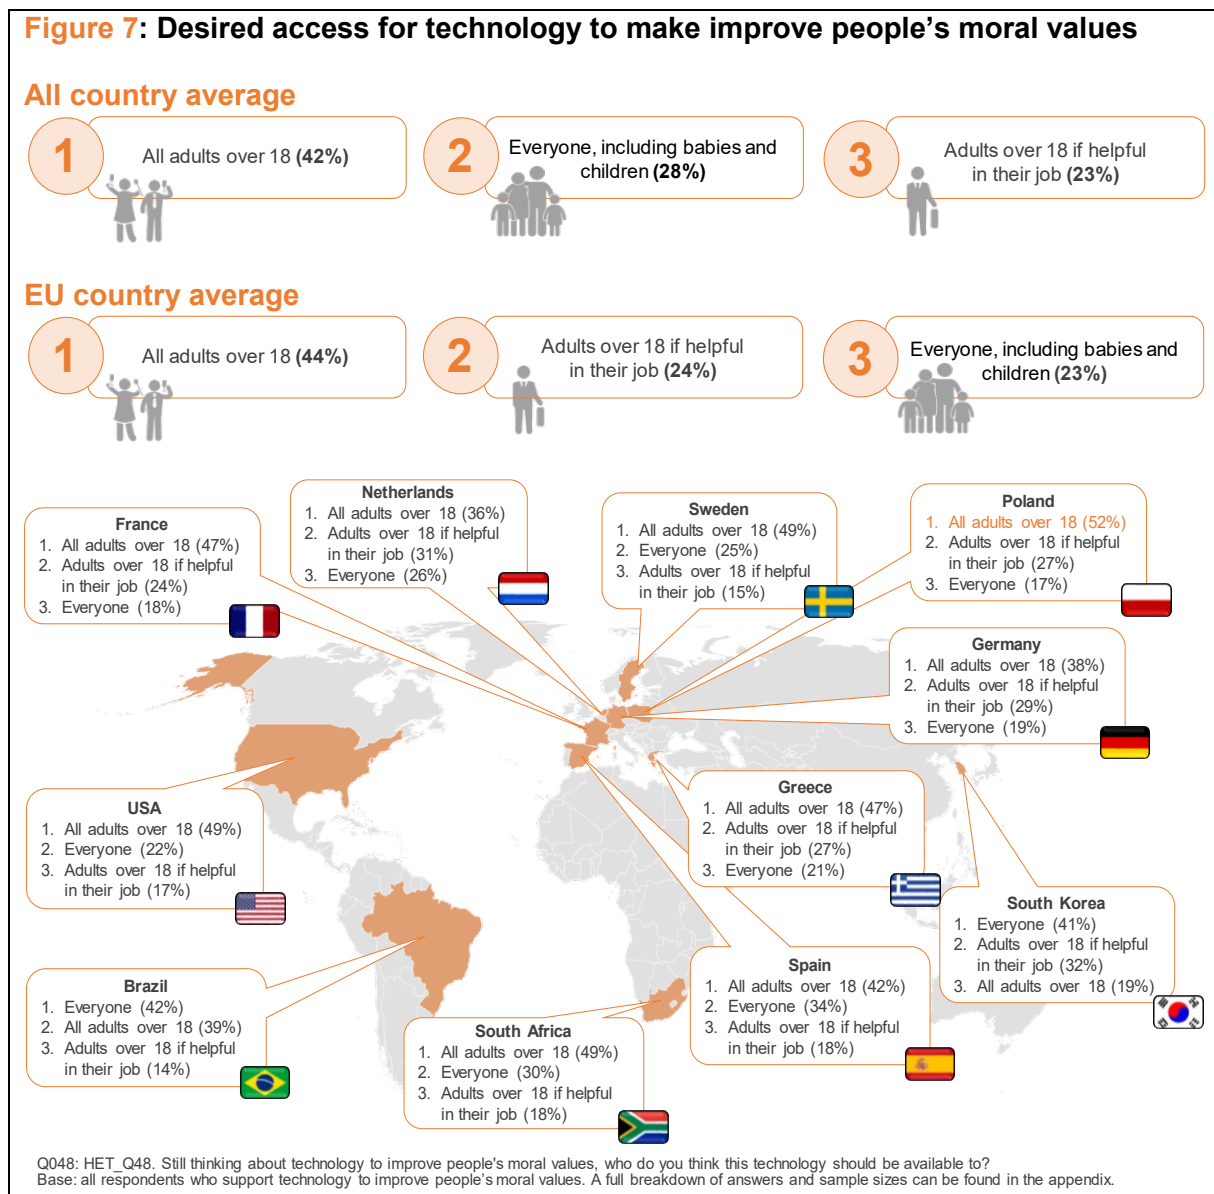 Figure 7: Desired access for technology to make improve people's moral values
All country average
1
All adults over 18 (42%)
2
Everyone, including babies and
children (28%)
3
Adults over 18 if helpful
in their job (23%)
EU country average
1
All adults over 18 (44%)
2
Adults over 18 if helpful
in their job (24%)
3
Everyone, including babies and
children (23%)
France
1. All adults over 18 (47%)
2. Adults over 18 if helpful
in their job (24%)
3. Everyone (18%)
Netherlands
1. All adults over 18 (36%)
2. Adults over 18 if helpful
in their job (31%)
3. Everyone (26%)
Sweden
1. All adults over 18 (49%)
2. Everyone (25%)
3. Adults over 18 if helpful
in their job (15%)
Poland
1. All adults over 18 (52%)
2. Adults over 18 if helpful
in their job (27%)
3. Everyone (17%)
Germany
1. All adults over 18 (38%)
2. Adults over 18 if helpful
in their job (29%)
3. Everyone (19%)
USA
1. All adults over 18 (49%)
2. Everyone (22%)
3. Adults over 18 if helpful
in their job (17%)
Greece
1. All adults over 18 (47%)
2. Adults over 18 if helpful
in their job (27%)
3. Everyone (21%)
South Korea
1. Everyone (41%)
2. Adults over 18 if helpful
in their job (32%)
3. All adults over 18 (19%)
Brazil
1. Everyone (42%)
2. All adults over 18 (39%)
3. Adults over 18 if helpful
in their job (14%)
South Africa
1. All adults over 18 (49%)
2. Everyone (30%)
3. Adults over 18 if helpful
in their job (18%)
Spain
1. All adults over 18 (42%)
2. Everyone (34%)
3. Adults over 18 if helpful
in their job (18%)
Q048: HET_Q48. Still thinking about technology to improve people's moral values, who do you think this technology should be available to?
Base: all respondents who support technology to improve people's moral values. A full breakdown of answers and sample sizes can be found in the appendix.